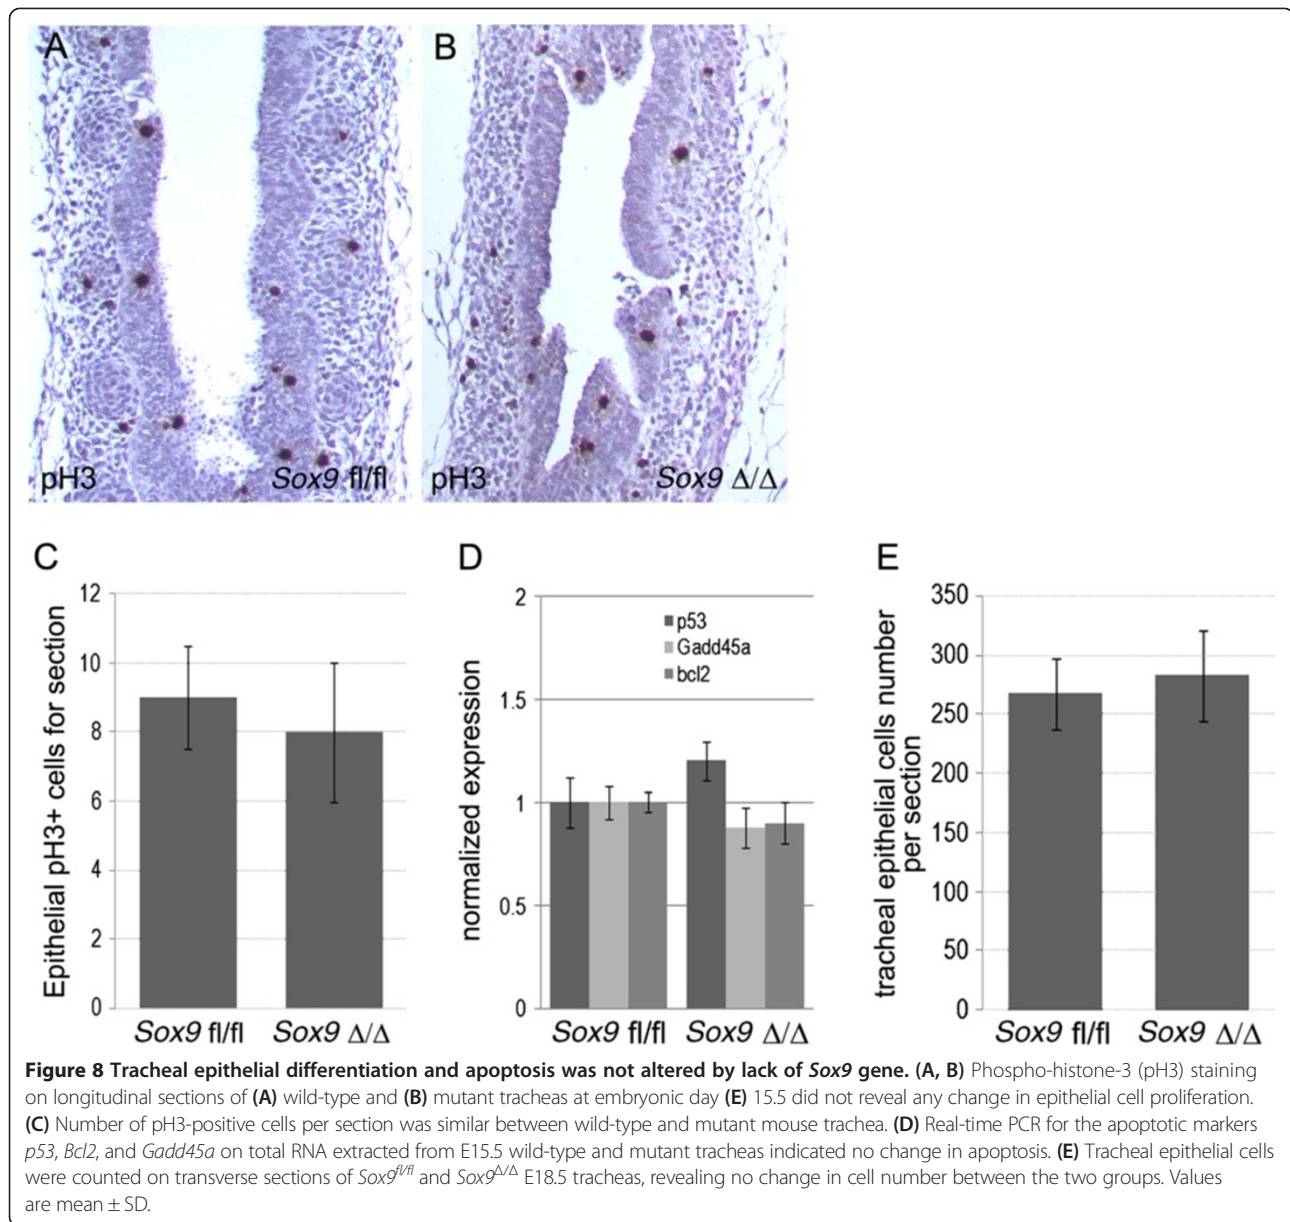 A
B
pH3
Sox9 fl/fl
pH3
Sox9 Δ/Δ
C
Epithelial pH3+ cells for section
12
10
8
6
4
2
0
Sox9 fl/fl
Sox9 Δ/Δ
D
normalized expression
2
1.5
1
0.5
0
p53
Gadd45a
bcl2
Sox9 fl/fl
Sox9 Δ/Δ
E
tracheal epithelial cells number
per section
350
300
250
200
150
100
50
0
Sox9 fl/fl
Sox9 Δ/Δ
Figure 8 Tracheal epithelial differentiation and apoptosis was not altered by lack of Sox9 gene. (A, B) Phospho-histone-3 (pH3) staining
on longitudinal sections of (A) wild-type and (B) mutant tracheas at embryonic day (E) 15.5 did not reveal any change in epithelial cell proliferation.
(C) Number of pH3-positive cells per section was similar between wild-type and mutant mouse trachea. (D) Real-time PCR for the apoptotic markers
p53, Bcl2, and Gadd45a on total RNA extracted from E15.5 wild-type and mutant tracheas indicated no change in apoptosis. (E) Tracheal epithelial cells
were counted on transverse sections of Sox9fl/fl and Sox9Δ/Δ E18.5 tracheas, revealing no change in cell number between the two groups. Values
are mean ± SD.